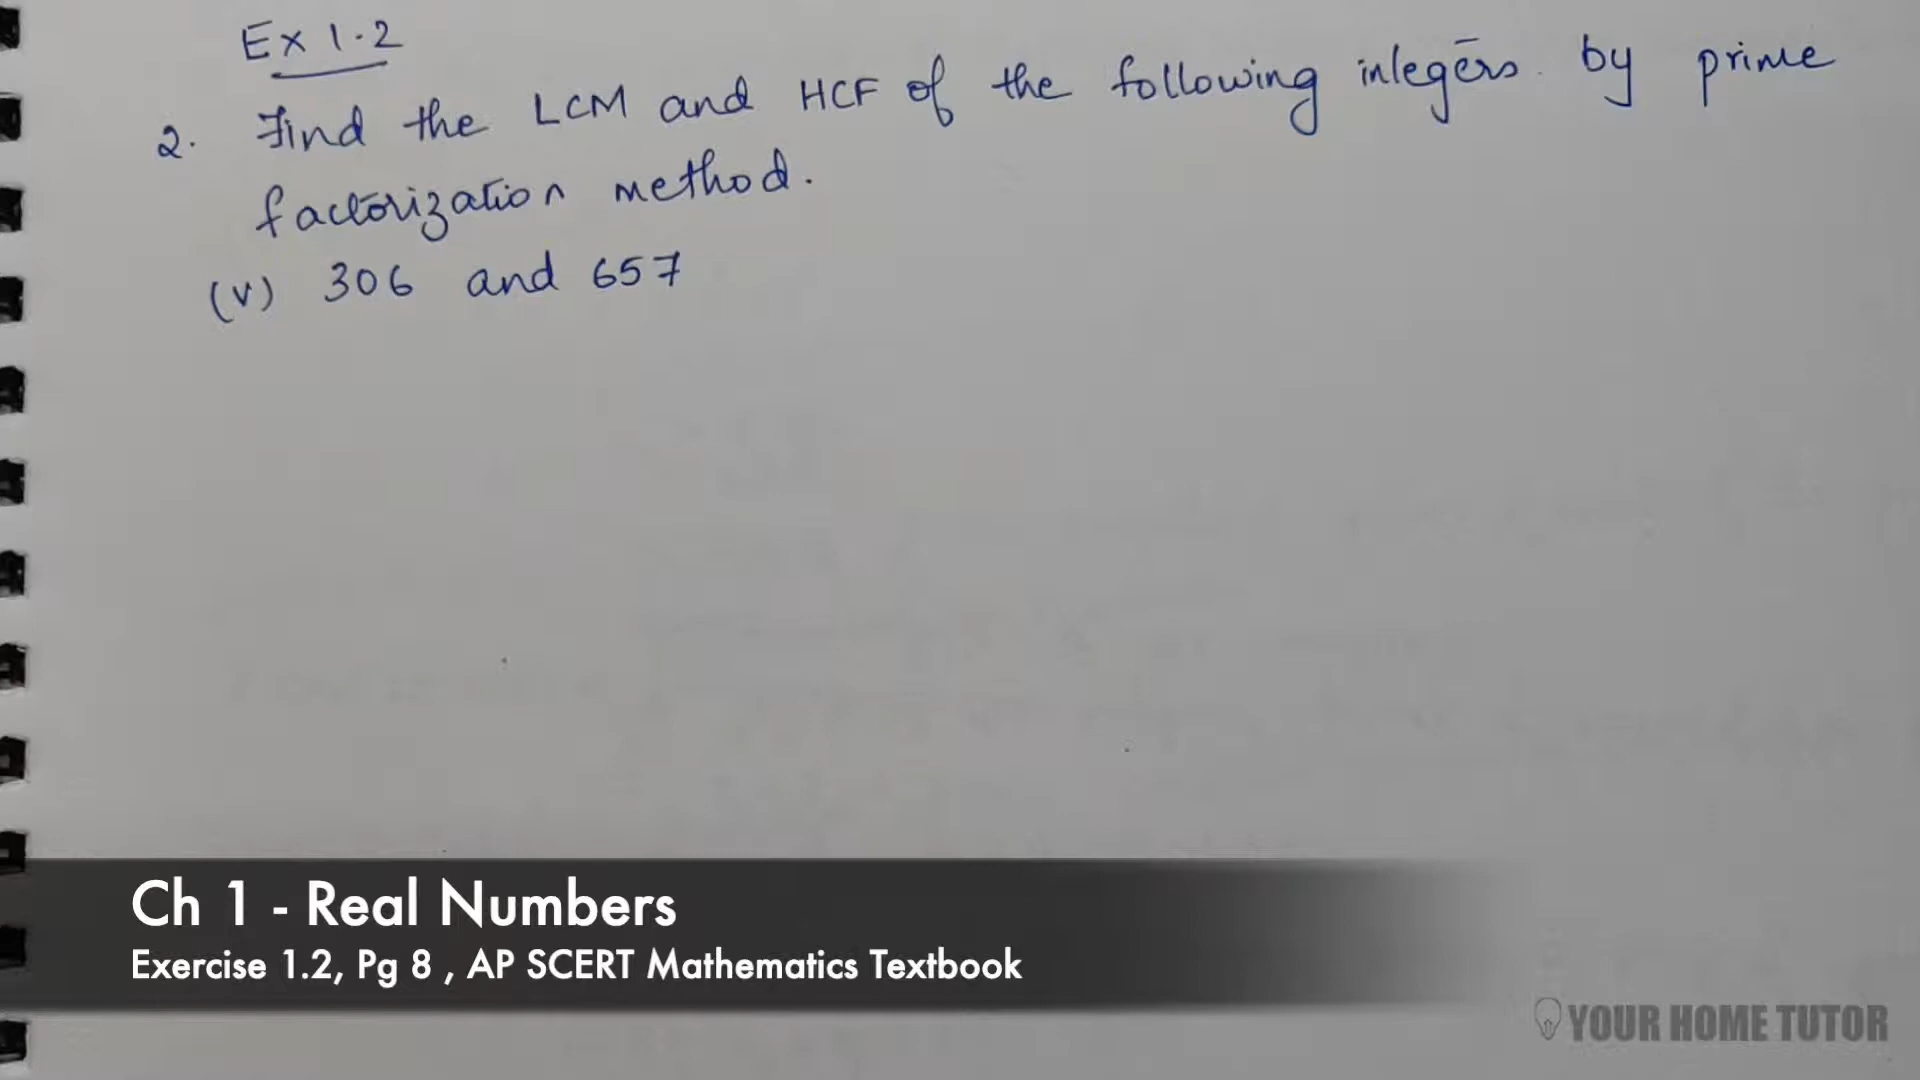 Ex 1.2
2. Find the LCM and HCF of the following integers by prime
factorization method.
(v) 306 and 657
Ch 1 - Real Numbers
Exercise 1.2, Pg 8 , AP SCERT Mathematics Textbook
YOUR HOME TUTOR